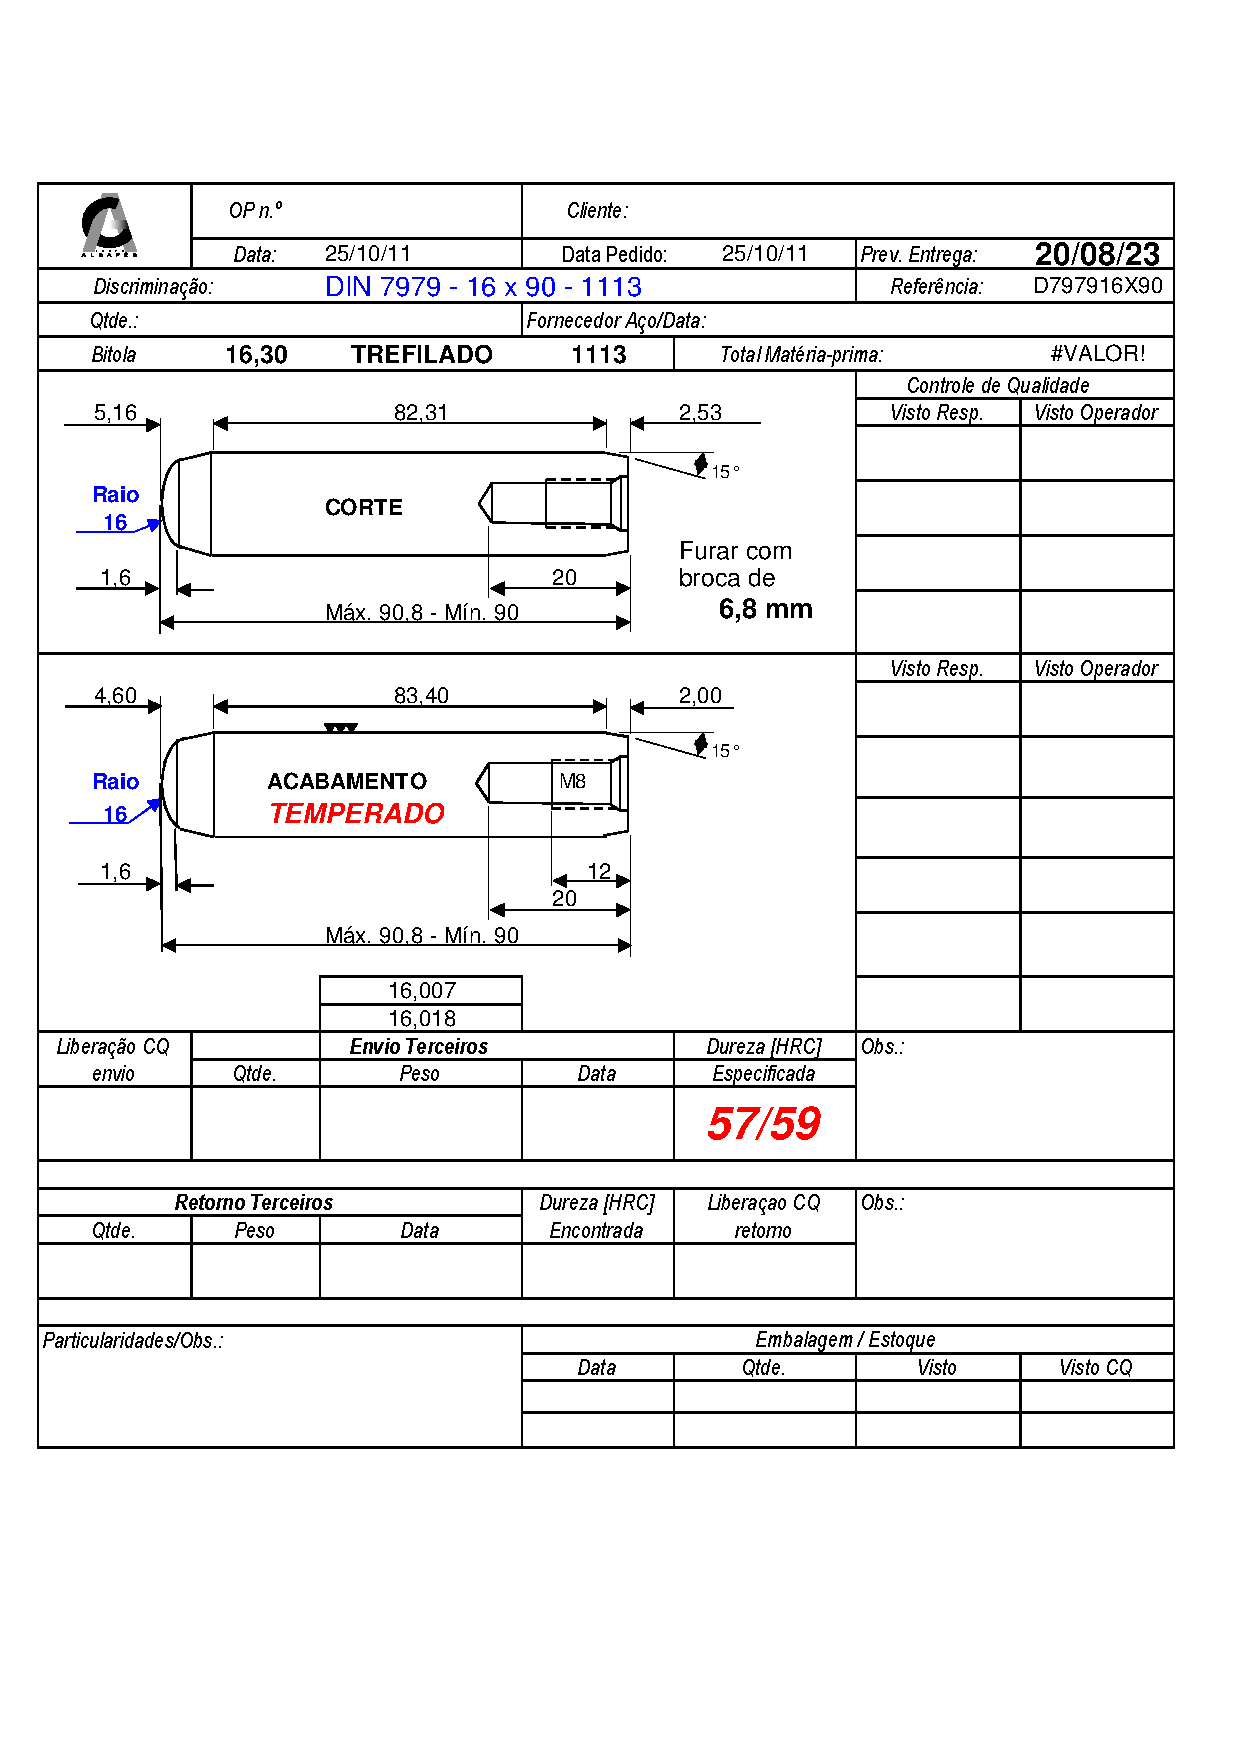 ALBAPES
OP n.º Cliente:
Data: 25/10/11 Data Pedido: 25/10/11 Prev. Entrega: 20/08/23
Discriminação: DIN 7979 - 16 x 90 - 1113 Referência: D797916X90
Qtde.: Fornecedor Aço/Data:
Bitola 16,30 TREFILADO 1113 Total Matéria-prima: #VALOR!
Controle de Qualidade
5,16 82,31 2,53 Visto Resp. Visto Operador
15°
Raio
16 CORTE
Furar com
1,6 20 broca de
Máx. 90,8 - Mín. 90 6,8 mm
Visto Resp. Visto Operador
4,60 83,40 2,00
15°
Raio ACABAMENTO M8
16 TEMPERADO
1,6 12
20
Máx. 90,8 - Mín. 90
16,007
16,018
Liberação CQ Envio Terceiros Dureza [HRC] Obs.:
envio Qtde. Peso Data Especificada
57/59
Retorno Terceiros Dureza [HRC] Liberaçao CQ Obs.:
Qtde. Peso Data Encontrada retorno
Particularidades/Obs.: Embalagem / Estoque
Data Qtde. Visto Visto CQ